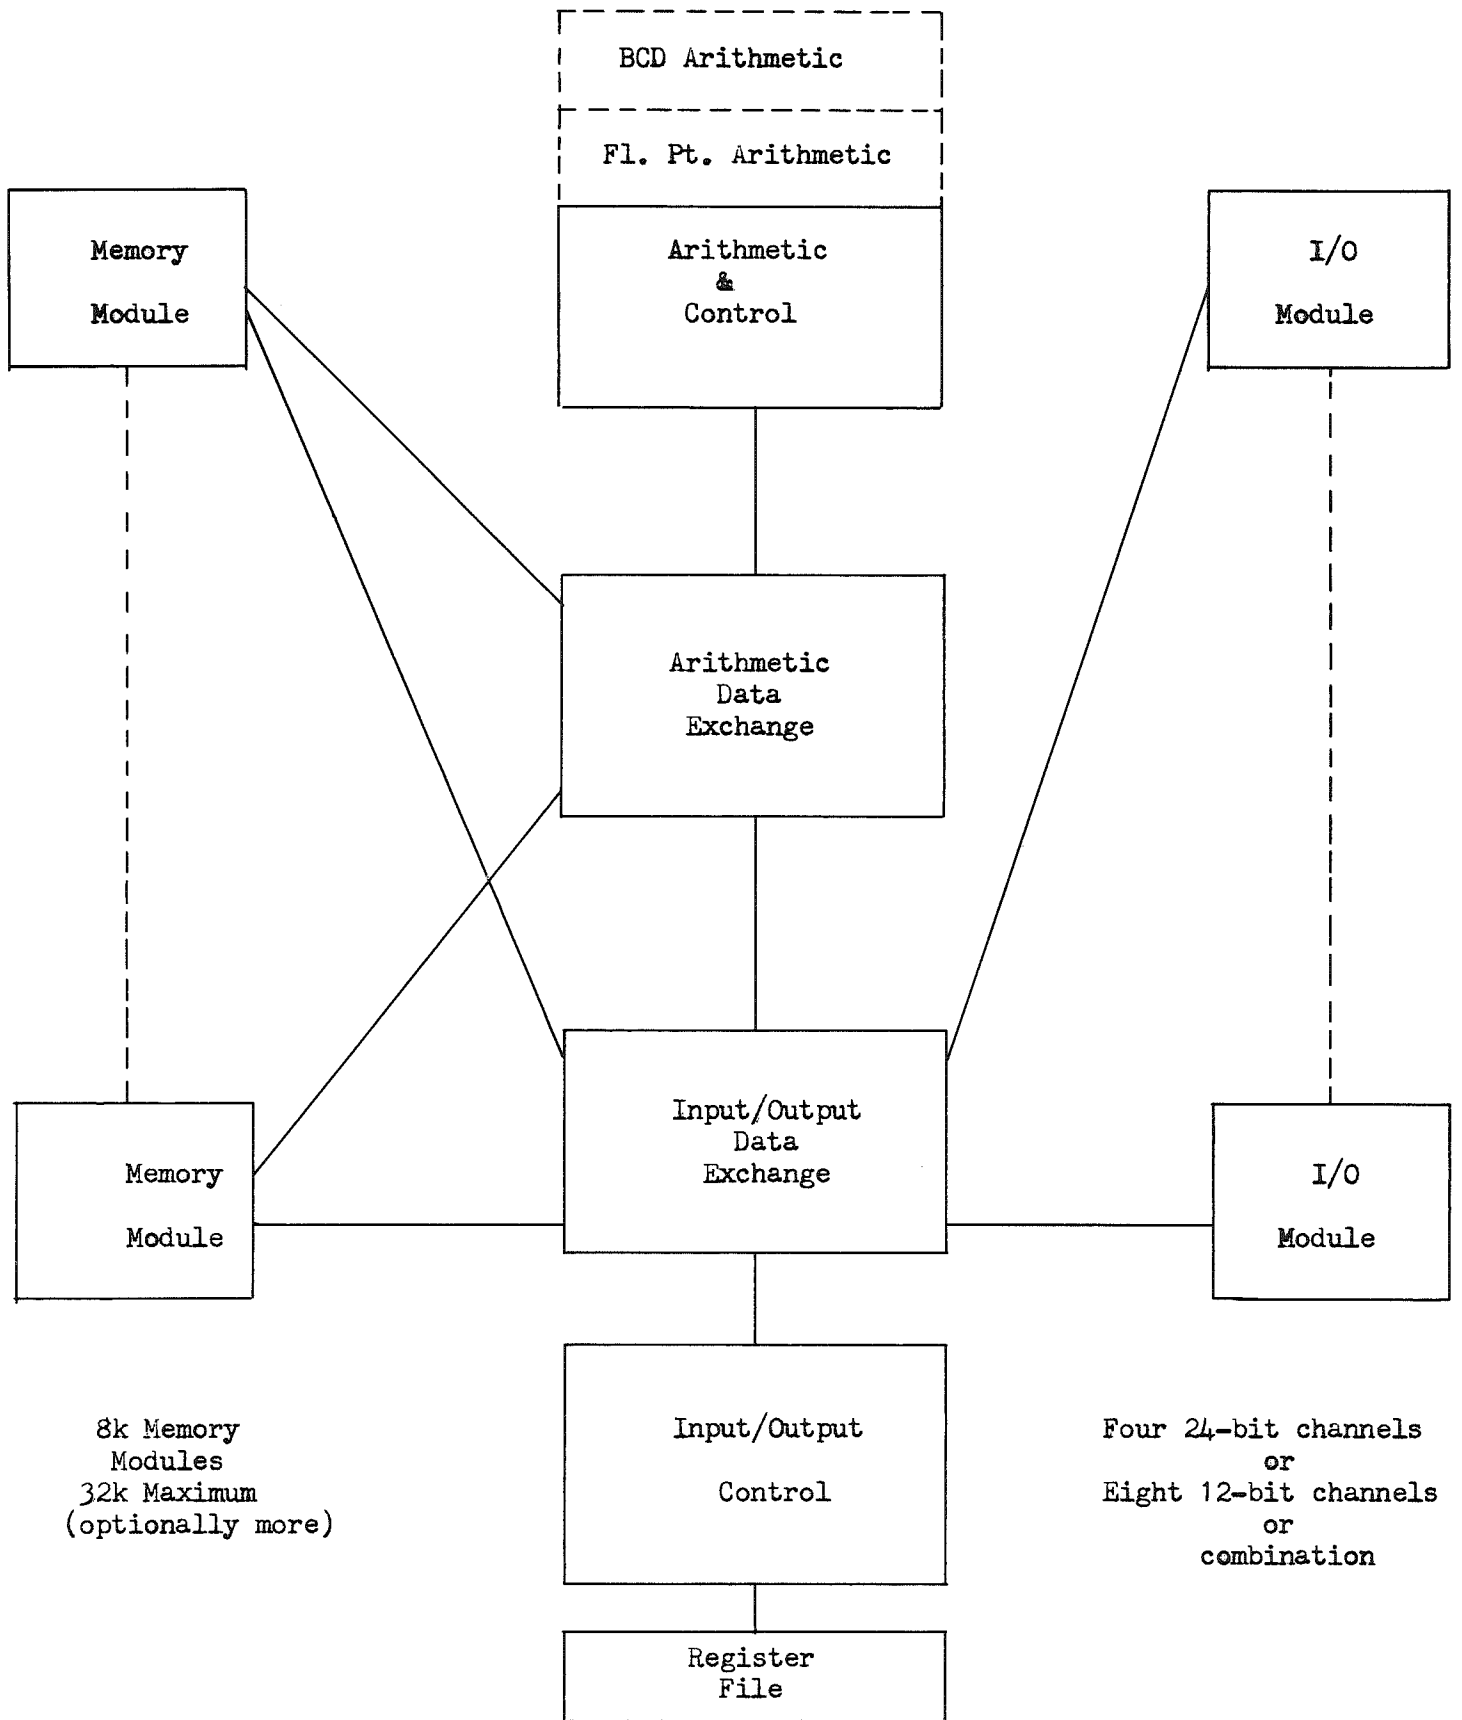 BCD Arithmetic
Fl. Pt. Arithmetic
Memory
Module
Arithmetic
&
Control
I/O
Module
Arithmetic
Data
Exchange
Input/Output
Data
Exchange
Memory
Module
I/O
Module
8k Memory
Modules
32k Maximum
(optionally more)
Input/Output
Control
Four 24-bit channels
or
Eight 12-bit channels
or
combination
Register
File